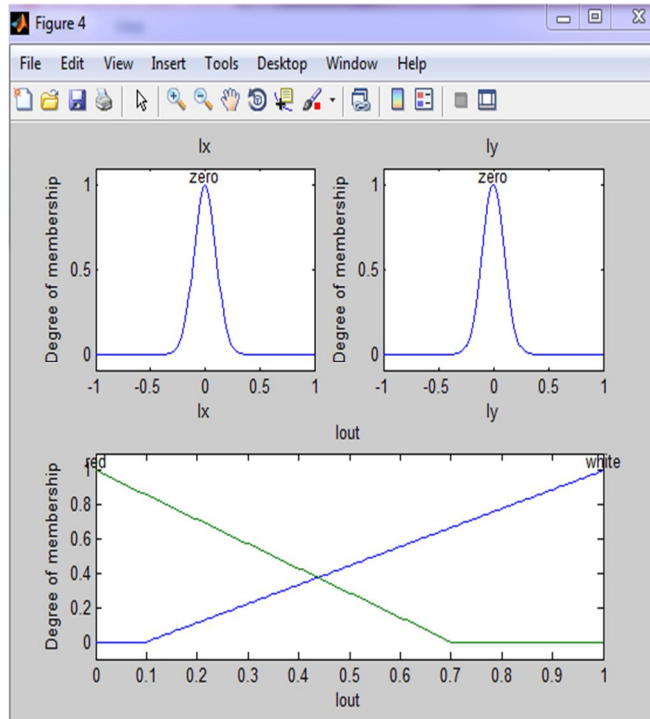 Figure 4
File Edit View Insert Tools Desktop Window Help
Ix
Iy
zero
zero
1
0.5
0
Degree of membership
1
0.5
0
Degree of membership
-1 -0.5 0 0.5 1
-1 -0.5 0 0.5 1
Ix
Iy
Iout
red
white
1
0.8
0.6
0.4
0.2
0
Degree of membership
0 0.1 0.2 0.3 0.4 0.5 0.6 0.7 0.8 0.9 1
Iout